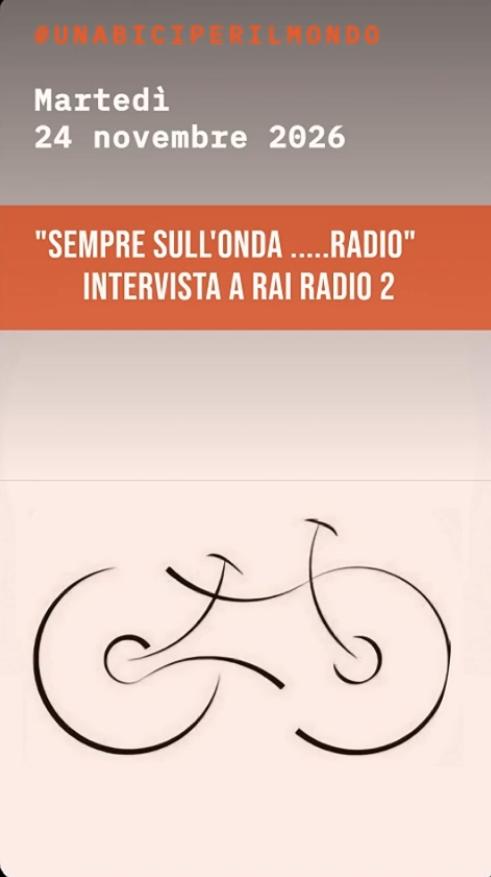 #UNABICIPERILMONDO
Martedì
24 novembre 2026
"SEMPRE SULL'ONDA .....RADIO"
INTERVISTA A RAI RADIO 2